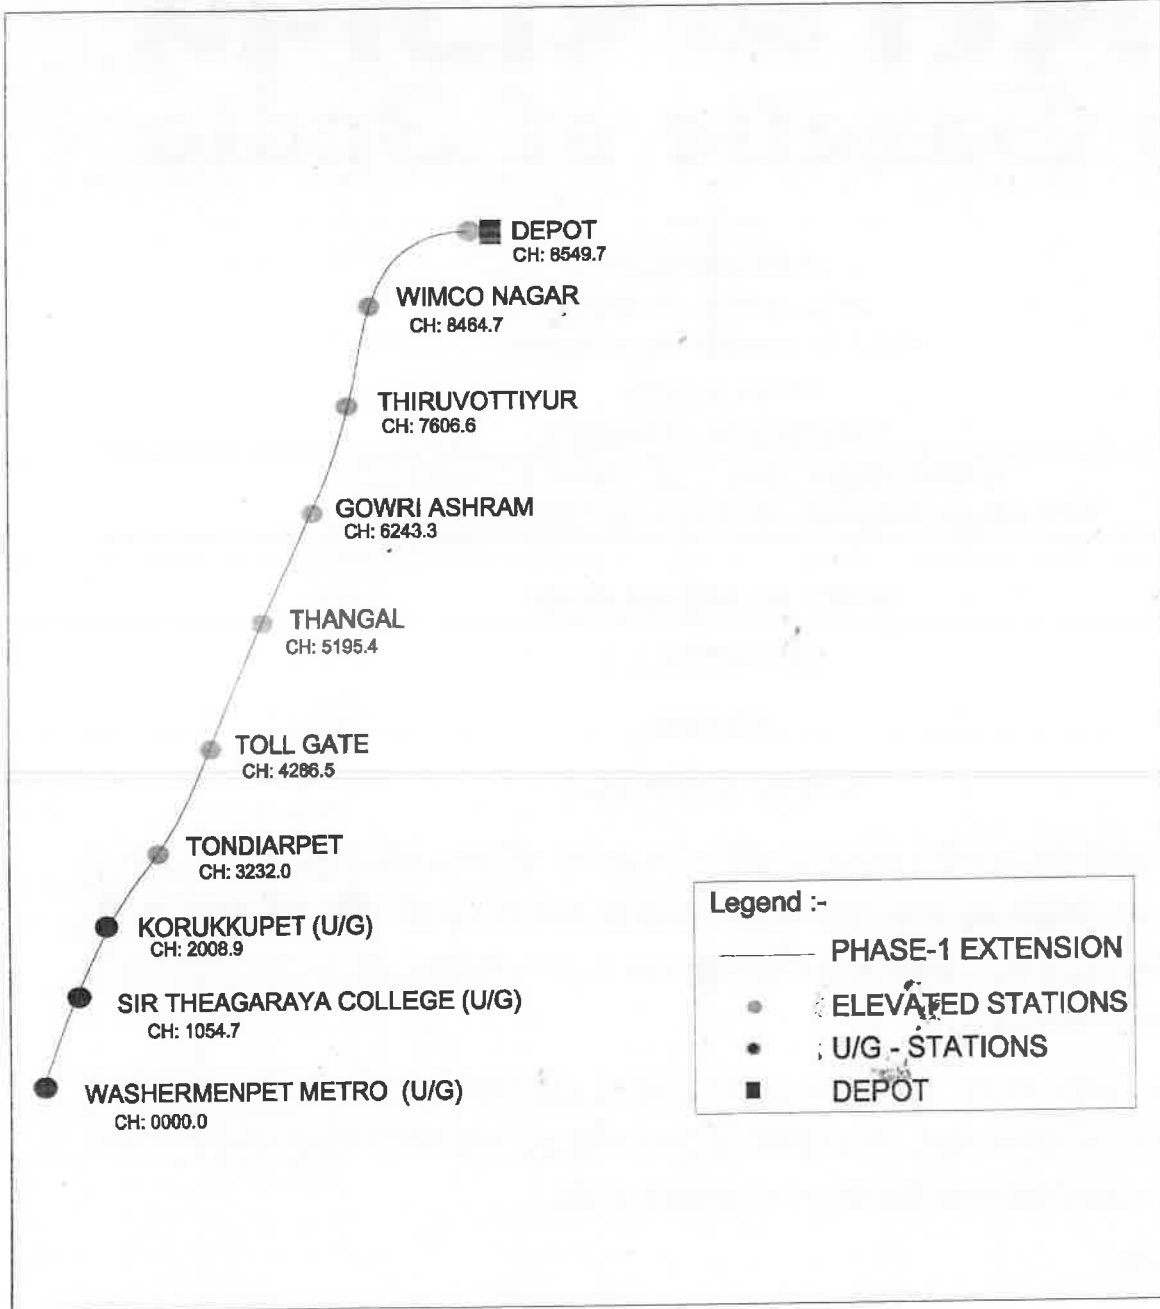 DEPOT
CH: 8549.7
WIMCO NAGAR
CH: 8464.7
THIRUVOTTIYUR
CH: 7606.6
GOWRI ASHRAM
CH: 6243.3
THANGAL
CH: 5195.4
TOLL GATE
CH: 4286.5
TONDIARPET
CH: 3232.0
KORUKKUPET (U/G)
CH: 2008.9
SIR THEAGARAYA COLLEGE (U/G)
CH: 1054.7
WASHERMENPET METRO (U/G)
CH: 0000.0
Legend :-
PHASE-1 EXTENSION
ELEVATED STATIONS
U/G - STATIONS
DEPOT